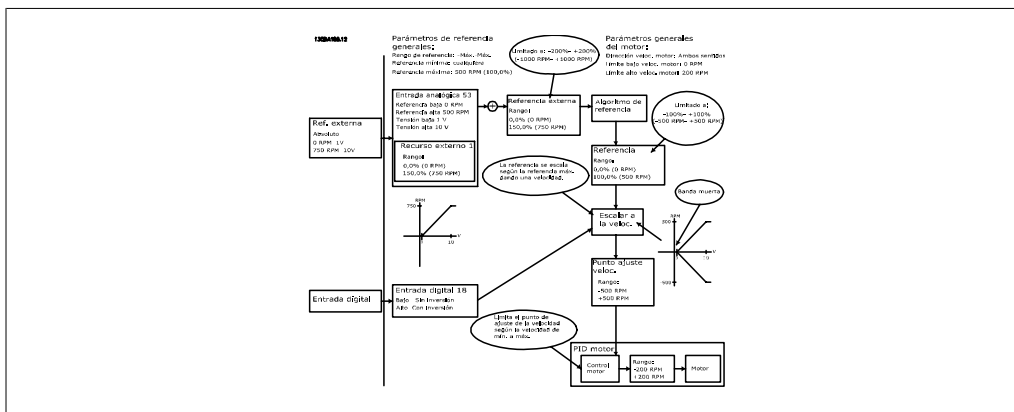 130BA188.12
Parámetros de referencia
generales:
Rango de referencia: -Máx. Máx.
Referencia mínima: cualquiera
Referencia máxima: 500 RPM (100,0%)
Limitado a: -200%- +200%
(-1000 RPM- +1000 RPM)
Parámetros generales
del motor:
Dirección veloc. motor: Ambos sentidos
Límite bajo veloc. motor: 0 RPM
Límite alto veloc. motor: 200 RPM
Ref. externa
Absoluto
0 RPM 1V
750 RPM 10V
Entrada analógica 53
Referencia baja 0 RPM
Referencia alta 500 RPM
Tensión baja 1 V
Tensión alta 10 V
Recurso externo 1
Rango:
0,0% (0 RPM)
150,0% (750 RPM)
Referencia externa
Rango:
0,0% (0 RPM)
150,0% (750 RPM)
Algoritmo de
referencia
Limitado a:
-100%- +100%
(-500 RPM- +500 RPM)
Referencia
Rango:
0,0% (0 RPM)
100,0% (500 RPM)
La referencia se escala
según la referencia máx.
dando una velocidad.
RPM
750
1
10
V
Escalar a
la veloc.
Banda muerta
RPM
500
V
1
10
500
Punto ajuste
veloc.
Rango:
-500 RPM
+500 RPM
Entrada digital
Entrada digital 18
Bajo Sin inversión
Alto Con inversión
Limita el punto de
ajuste de la velocidad
según la velocidad de
mín. a máx.
PID motor
Control
motor
Rango:
-200 RPM
+200 RPM
Motor